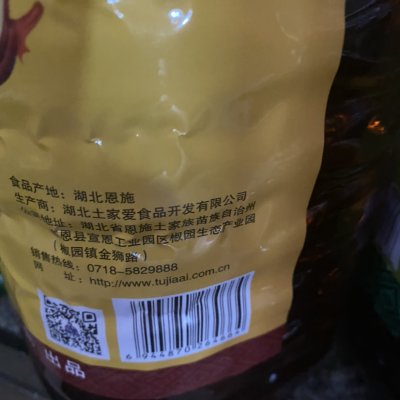 食品产地: 湖北恩施
生产商: 湖北土家爱食品开发有限公司
地址: 湖北省恩施土家族苗族自治州
恩县宣恩工业园区椒园生态产业园
(椒园镇金狮路)
销售热线: 0718-5829888
网 址: http://www.tujiaai.com.cn
出品